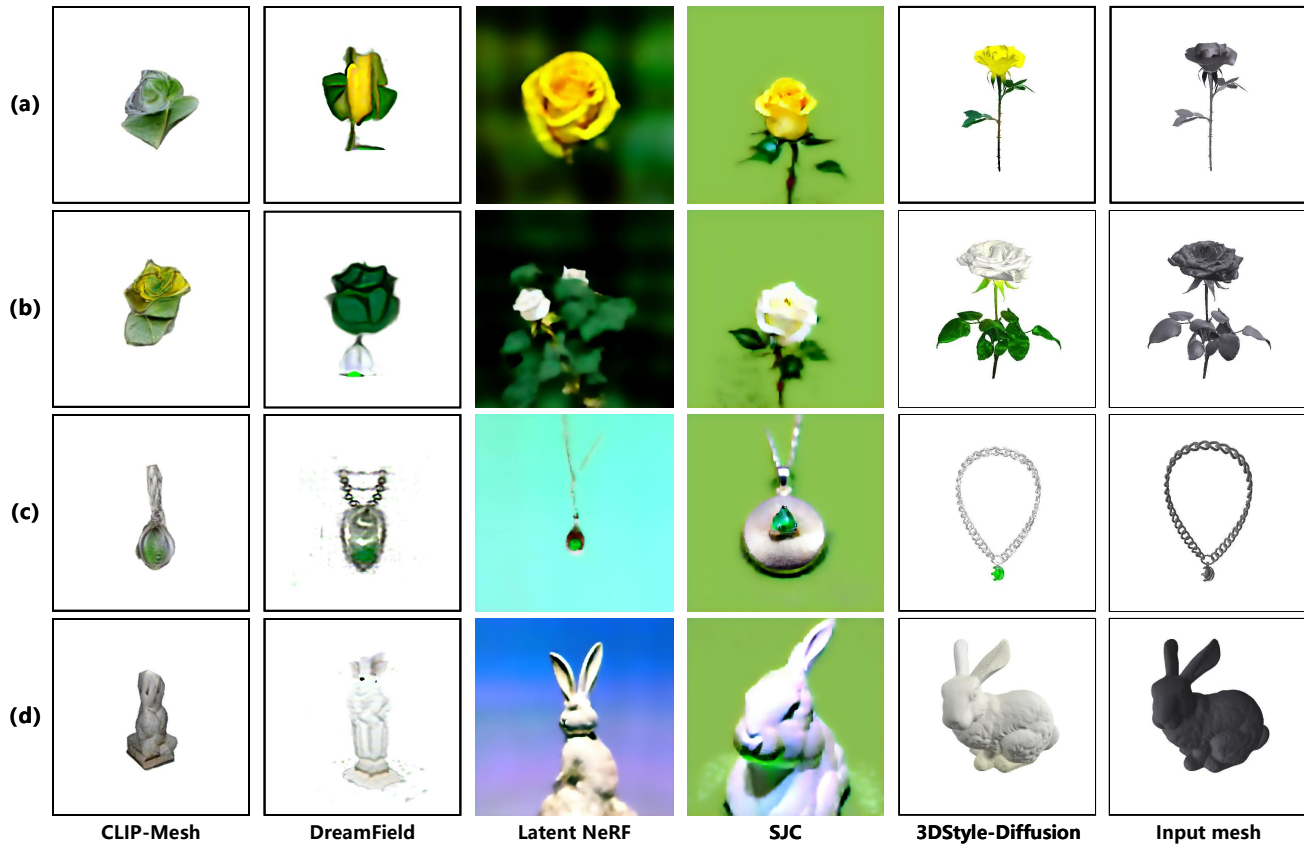 (a)
(b)
(c)
(d)
CLIP-Mesh DreamField Latent NeRF SJC 3DStyle-Diffusion Input mesh